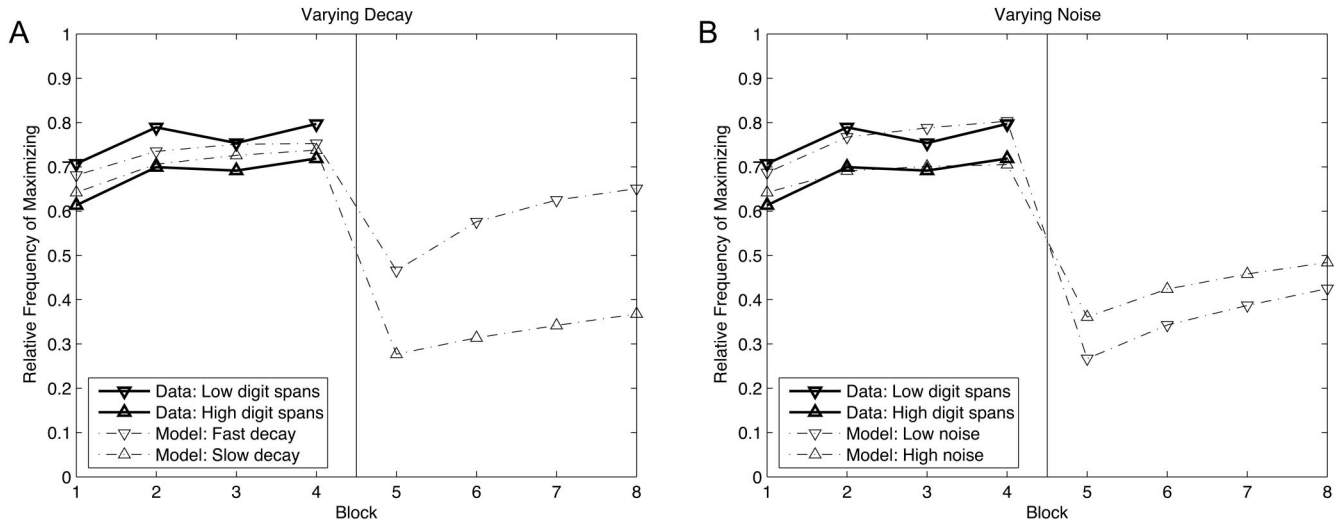 A
Varying Decay
Relative Frequency of Maximizing
1
0.9
0.8
0.7
0.6
0.5
0.4
0.3
0.2
0.1
0
Data: Low digit spans
Data: High digit spans
Model: Fast decay
Model: Slow decay
1 2 3 4 5 6 7 8
Block
B
Varying Noise
Relative Frequency of Maximizing
1
0.9
0.8
0.7
0.6
0.5
0.4
0.3
0.2
0.1
0
Data: Low digit spans
Data: High digit spans
Model: Low noise
Model: High noise
1 2 3 4 5 6 7 8
Block